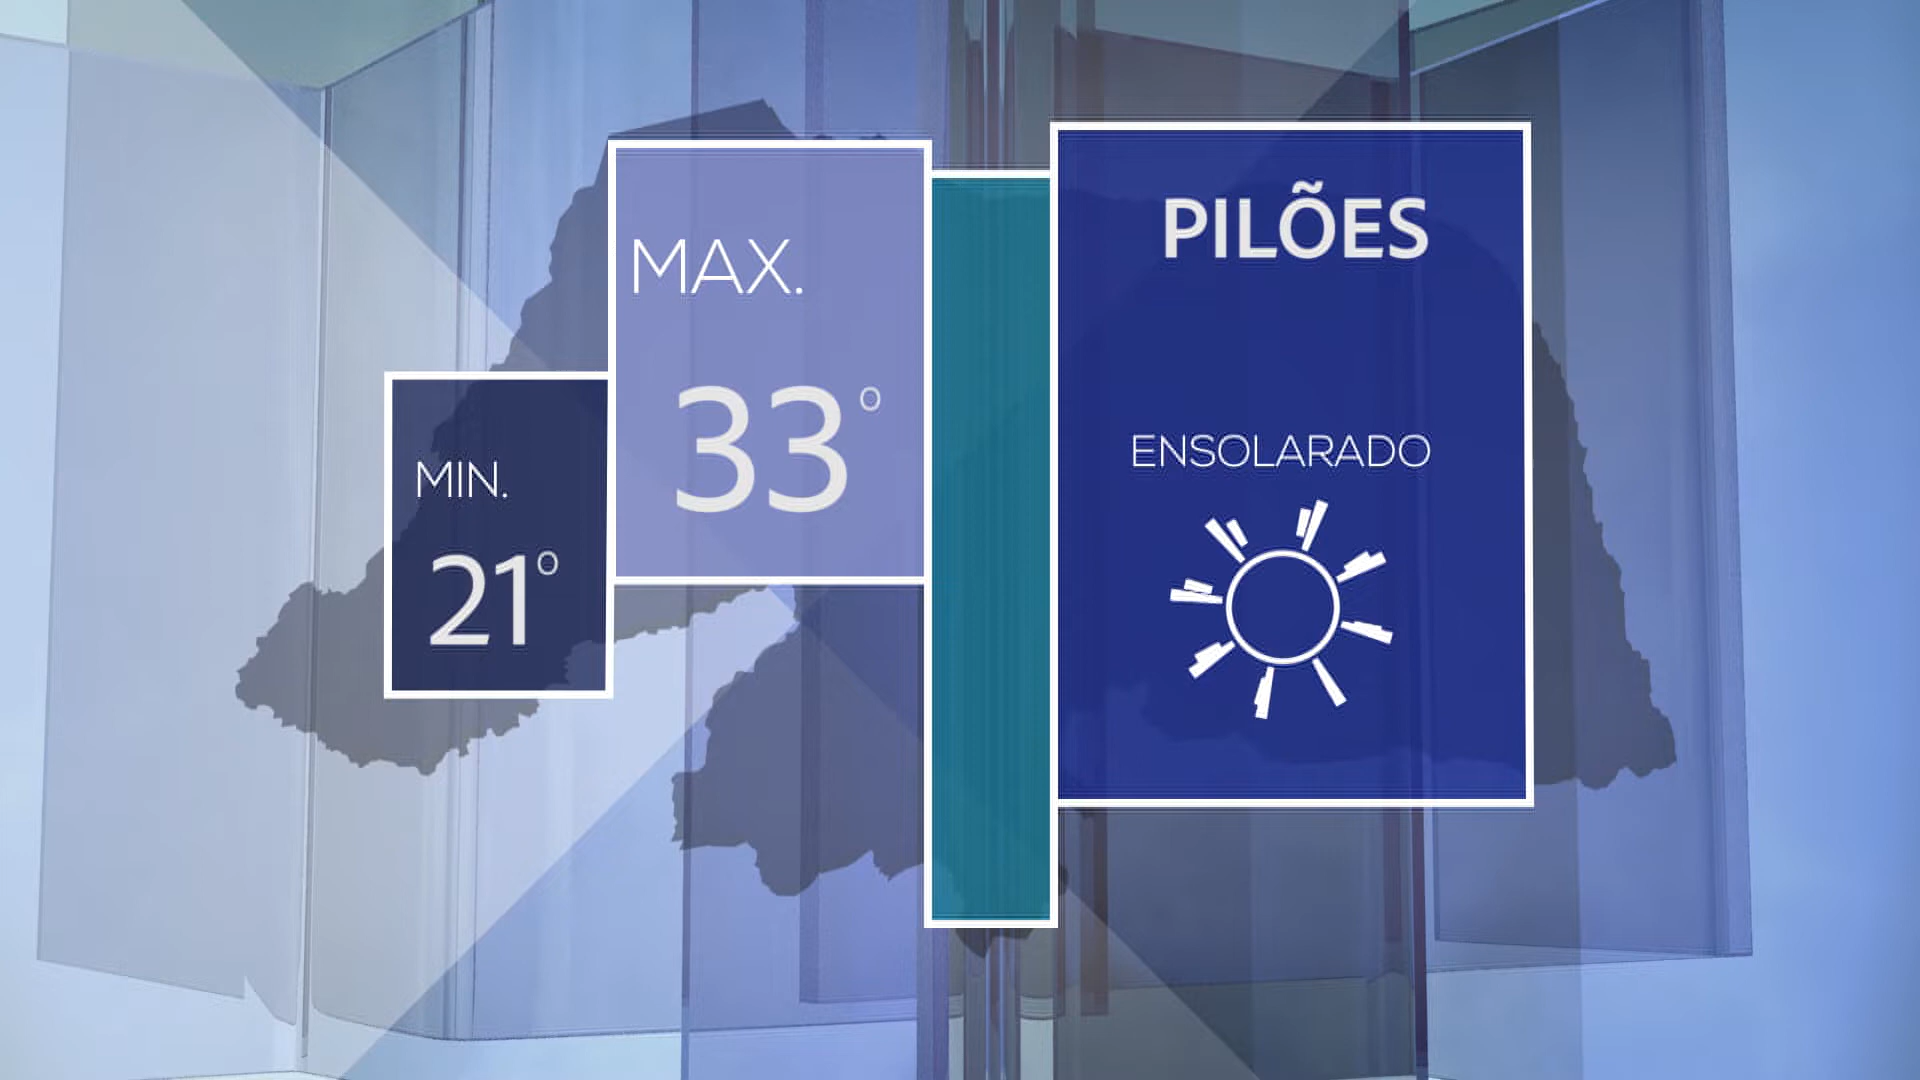 MIN.
21°
MAX.
33°
PILÕES
ENSOLARADO